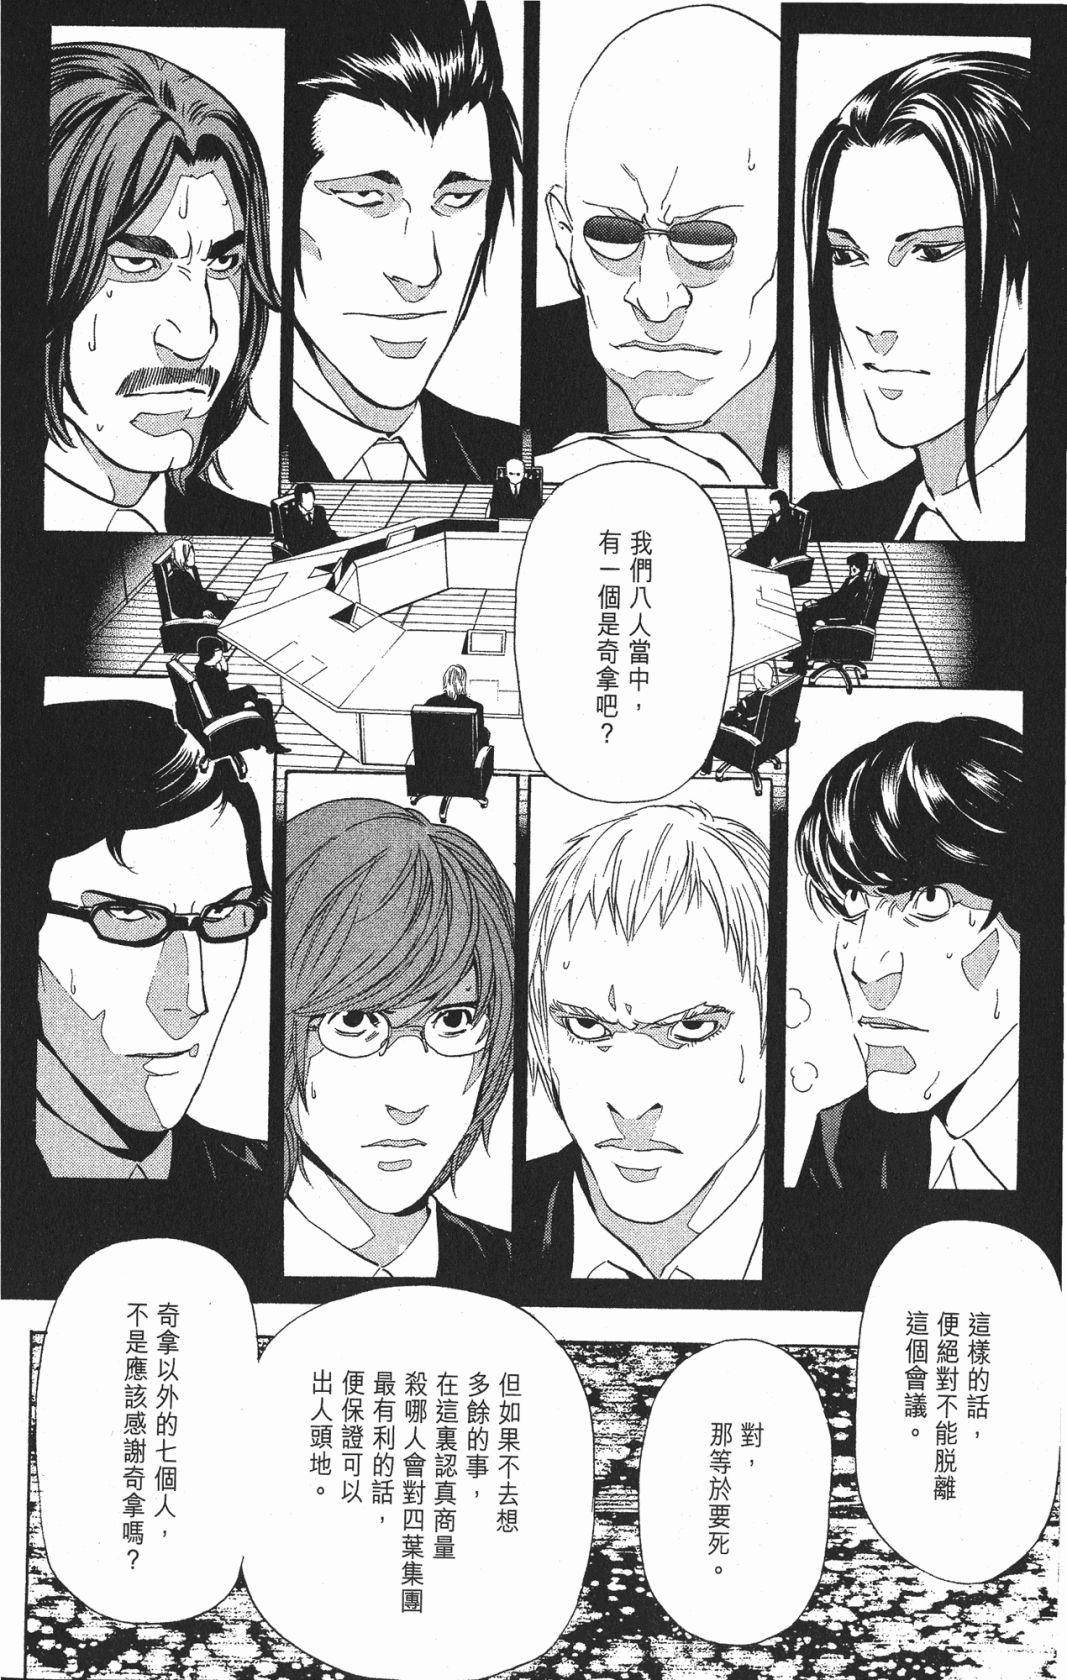 我們八人當中，
有一個是奇拿吧？
這樣的話，
便絕對不能脫離
這個會議。
對，
那等於要死。
但如果不去想
多餘的事，
在這裏認真商量
殺哪人會對四葉集團
最有利的話，
便保證可以
出人頭地。
奇拿以外的七個人，
不是應該感謝奇拿嗎？